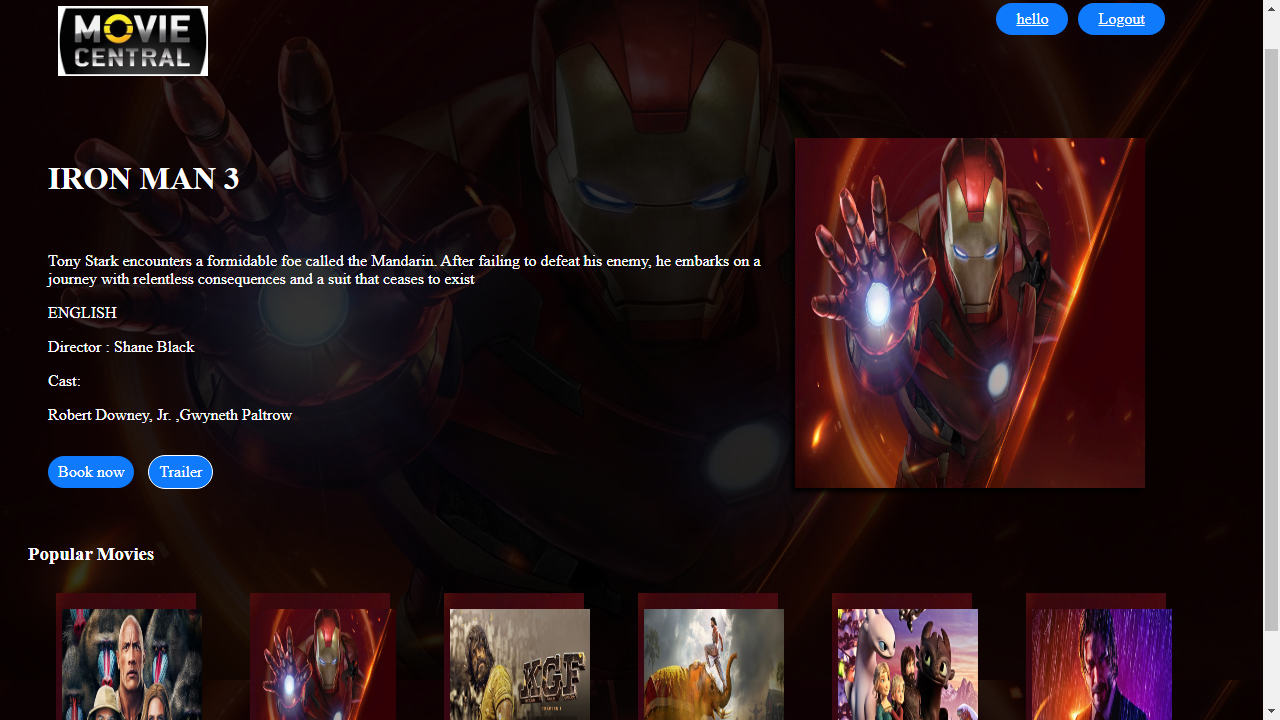 MOVIE
CENTRAL
hello
Logout
IRON MAN 3
Tony Stark encounters a formidable foe called the Mandarin. After failing to defeat his enemy, he embarks on a
journey with relentless consequences and a suit that ceases to exist
ENGLISH
Director : Shane Black
Cast:
Robert Downey, Jr. ,Gwyneth Paltrow
Book now
Trailer
Popular Movies
KGF